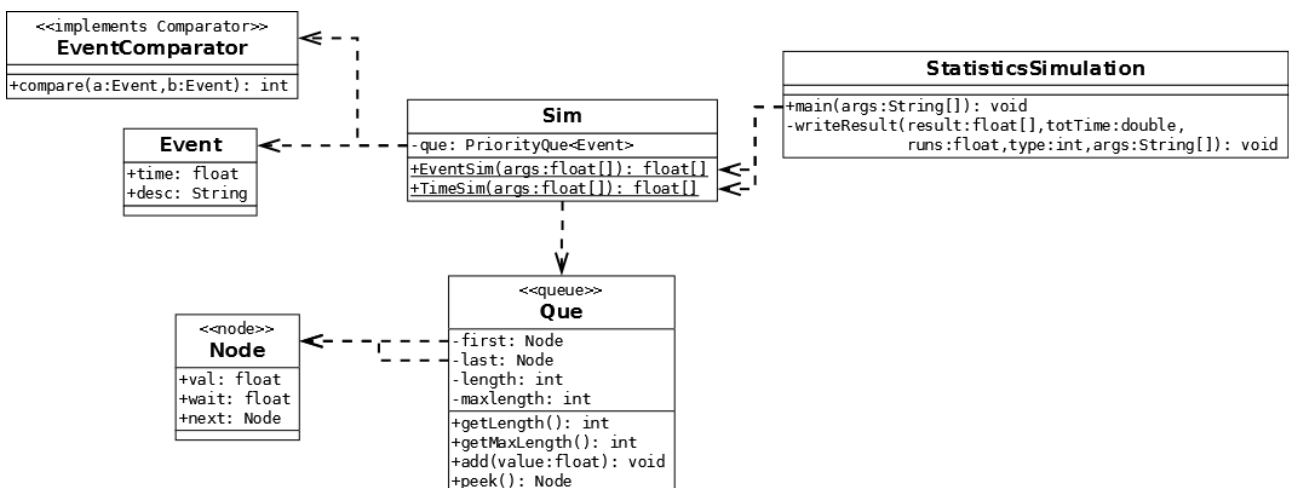 <<implements Comparator>>
EventComparator
+compare(a:Event,b:Event): int
StatisticsSimulation
+main(args:String[]): void
-writeResult(result:float[],totTime:double,
runs:float,type:int,args:String[]): void
Sim
-que: PriorityQue<Event>
+EventSim(args:float[]): float[]
+TimeSim(args:float[]): float[]
Event
+time: float
+desc: String
<<queue>>
Que
-first: Node
-last: Node
-length: int
-maxlength: int
+getLength(): int
+getMaxLength(): int
+add(value:float): void
+peek(): Node
<<node>>
Node
+val: float
+wait: float
+next: Node